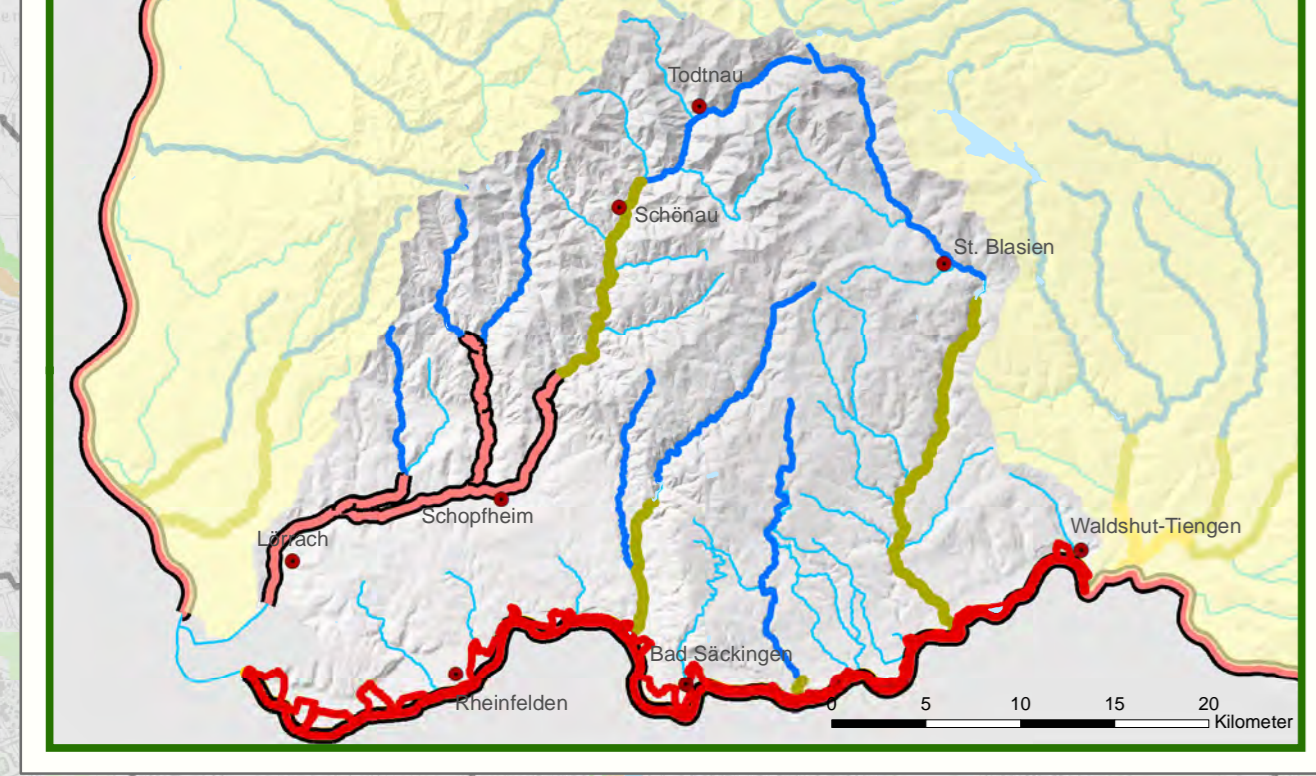 Todtnau
Schönau
St. Blasien
Schopfheim
Lörrach
Waldshut-Tiengen
Bad Säckingen
Rheinfelden
0 5 10 15 20
Kilometer